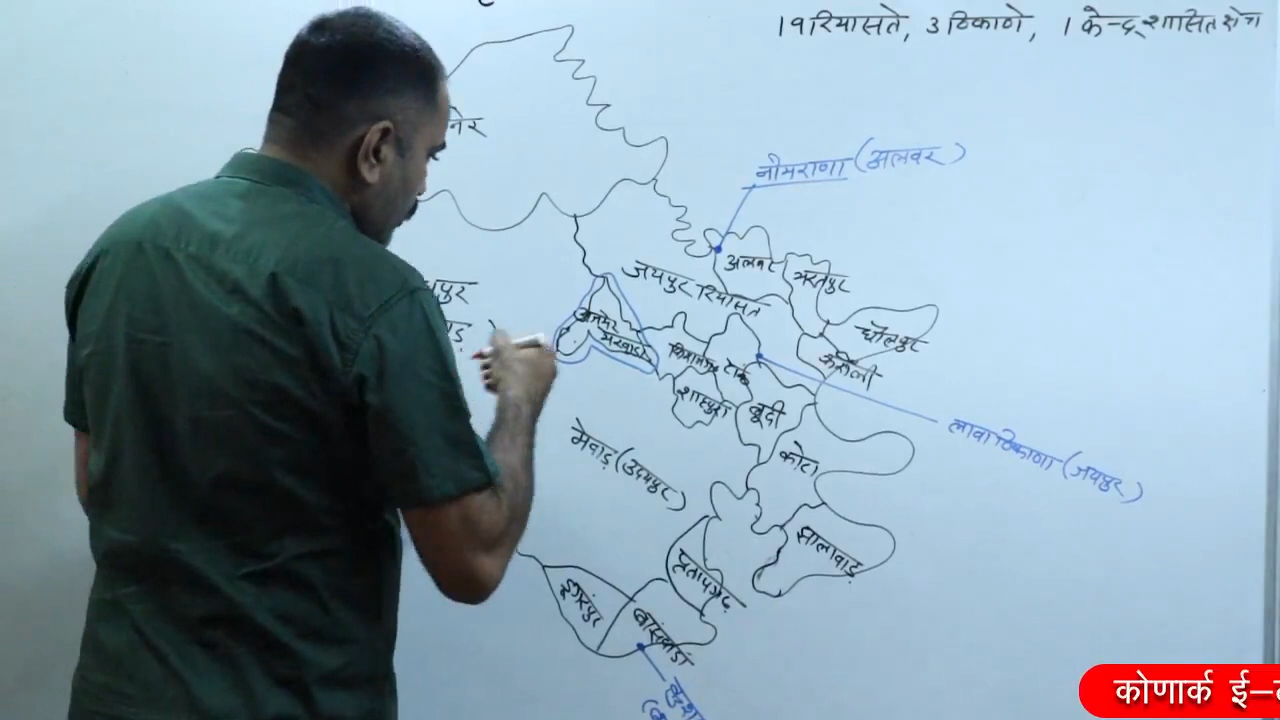 19 रियासते, 3 ठिकाणे, 1 केन्द्रशासित क्षेत्र
नेर
नीमराणा (अलवर)
अलवर
भरतपुर
जयपुर रियासत
धौलपुर
करौली
अजमेर
मेरवाड़ा
किशनगढ़
टोंक
शाहपुरा
बूंदी
लावा ठिकाणा (जयपुर)
कोटा
मेवाड़ (उदयपुर)
झालावाड़
प्रतापगढ़
डूंगरपुर
बांसवाड़ा
कोणार्क ई-